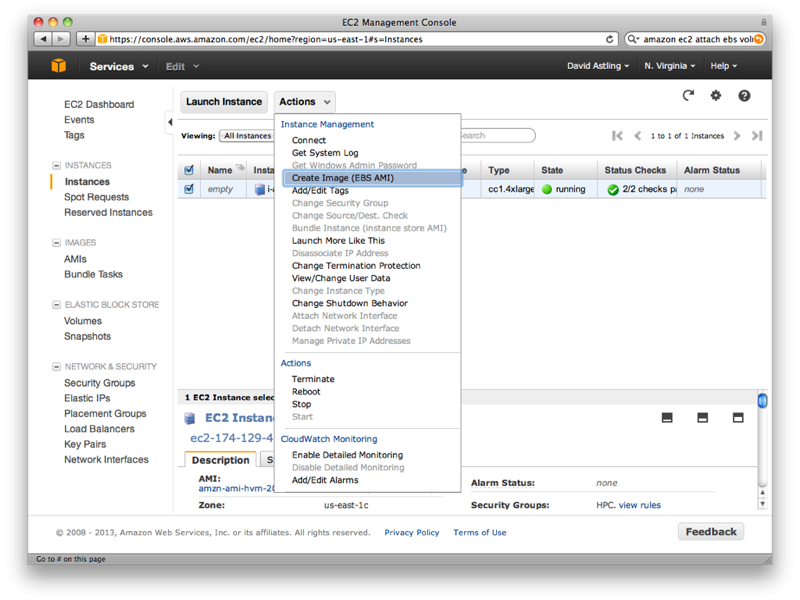 EC2 Management Console
https://console.aws.amazon.com/ec2/home?region=us-east-1#s=Instances
amazon ec2 attach ebs volu
Services
Edit
David Astling
N. Virginia
Help
EC2 Dashboard
Events
Tags
INSTANCES
Instances
Spot Requests
Reserved Instances
IMAGES
AMIs
Bundle Tasks
ELASTIC BLOCK STORE
Volumes
Snapshots
NETWORK & SECURITY
Security Groups
Elastic IPs
Placement Groups
Load Balancers
Key Pairs
Network Interfaces
Launch Instance
Actions
Viewing:
All Instances
earch
1 to 1 of 1 Instances
Name
Insta
e
Type
State
Status Checks
Alarm Status
empty
i-a
cc1.4xlarge
running
2/2 checks pa
none
Instance Management
Connect
Get System Log
Get Windows Admin Password
Create Image (EBS AMI)
Add/Edit Tags
Change Security Group
Change Source/Dest. Check
Bundle Instance (instance store AMI)
Launch More Like This
Disassociate IP Address
Change Termination Protection
View/Change User Data
Change Instance Type
Change Shutdown Behavior
Attach Network Interface
Detach Network Interface
Manage Private IP Addresses
Actions
Terminate
Reboot
Stop
Start
CloudWatch Monitoring
Enable Detailed Monitoring
Disable Detailed Monitoring
Add/Edit Alarms
1 EC2 Instance selec
EC2 Instan
ec2-174-129-4
Description
S
AMI:
amzn-ami-hvm-20
Alarm Status:
none
Zone:
us-east-1c
Security Groups:
HPC. view rules
© 2008 - 2013, Amazon Web Services, Inc. or its affiliates. All rights reserved.
Privacy Policy
Terms of Use
Feedback
Go to # on this page